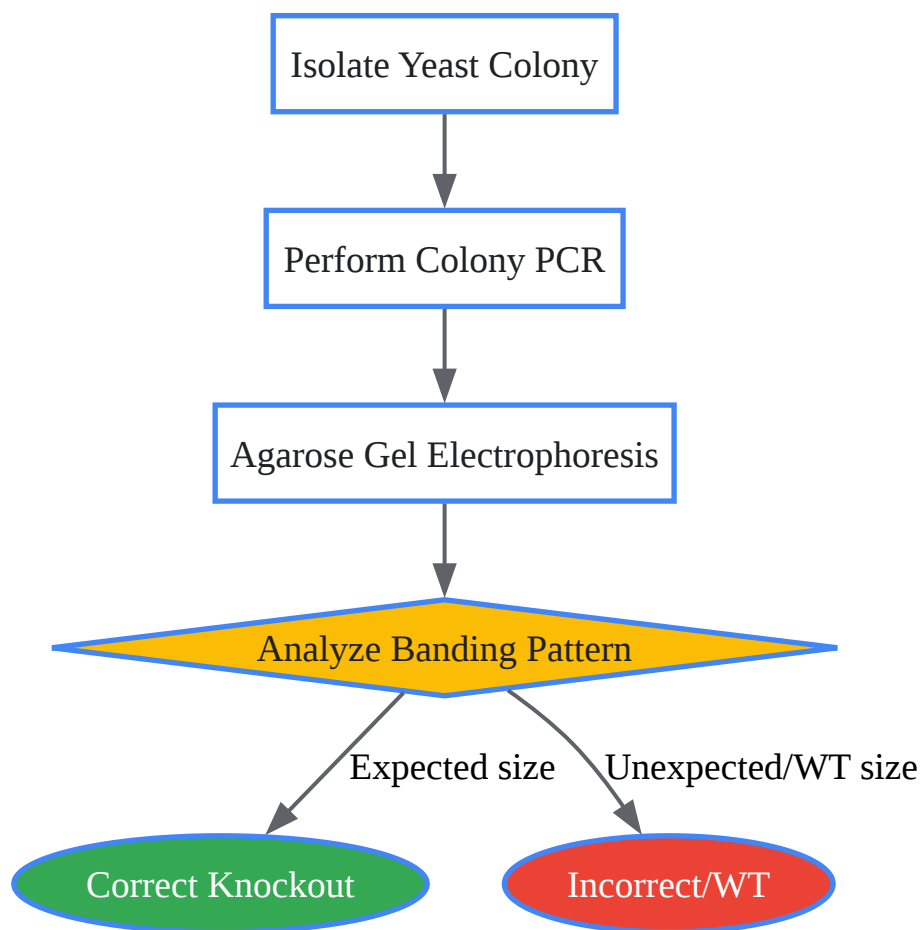 Isolate Yeast Colony
Perform Colony PCR
Agarose Gel Electrophoresis
Analyze Banding Pattern
Expected size
Unexpected/WT size
Correct Knockout
Incorrect/WT